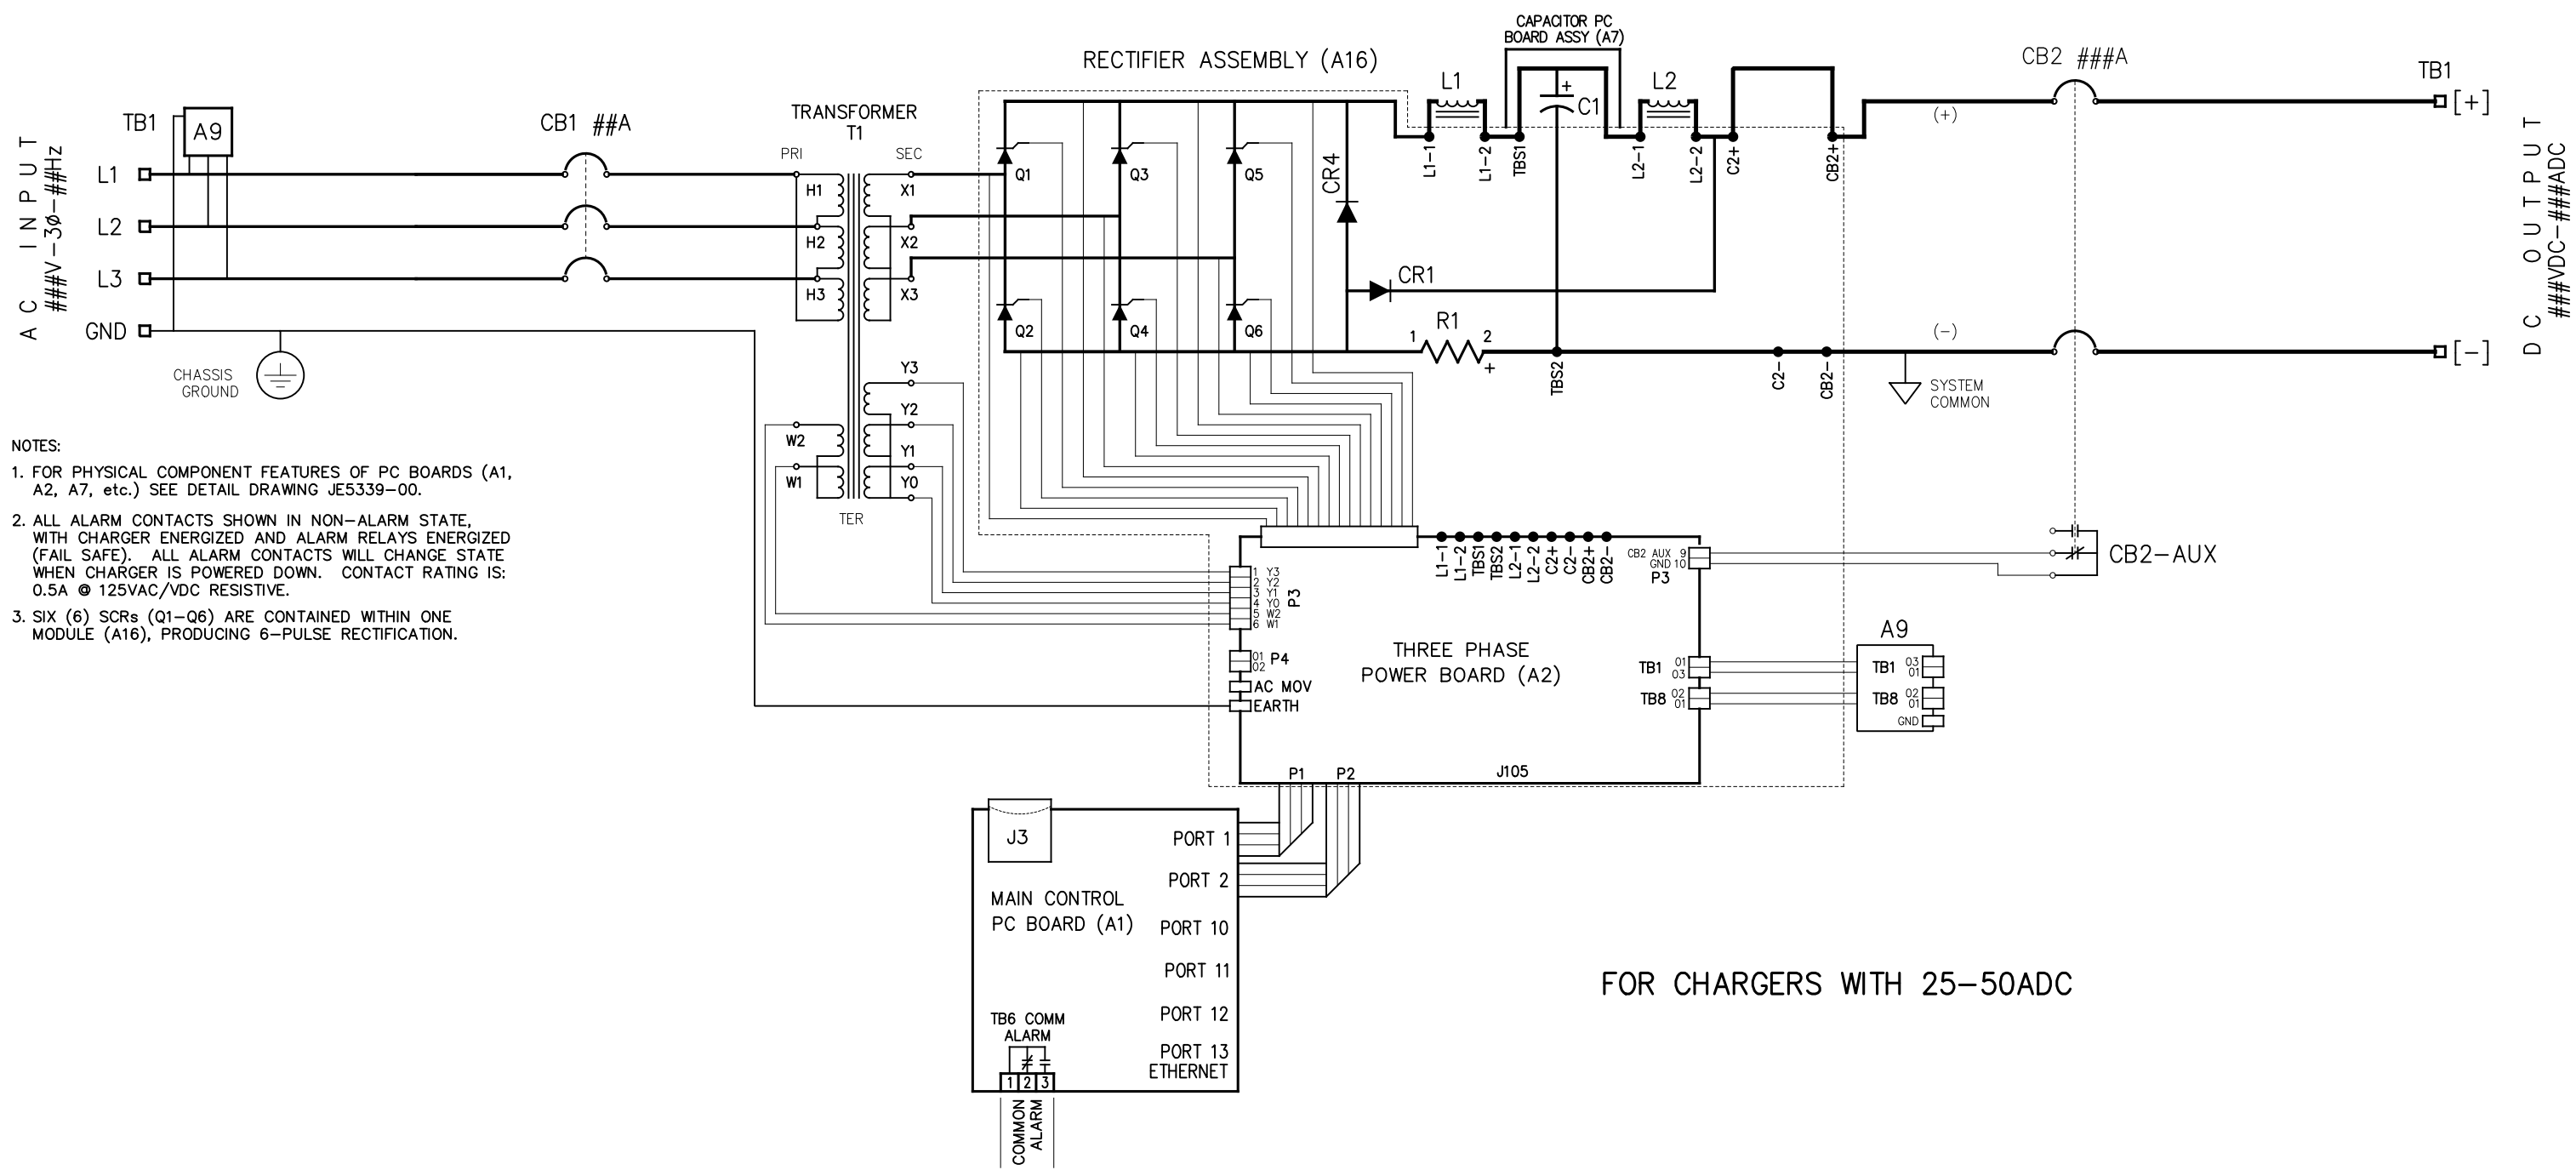 CAPACITOR PC
BOARD ASSY (A7)
RECTIFIER ASSEMBLY (A16)
L1
L2
C1
+
CB2 ###A
TB1
[+]
(+)
TB1
A9
CB1 ##A
TRANSFORMER
T1
PRI
SEC
AC INPUT
###V-3Ø-##Hz
L1
L2
L3
GND
H1
H2
H3
X1
X2
X3
Q1
Q3
Q5
Q2
Q4
Q6
CR4
CR1
L1-1
L1-2
TBS1
L2-1
L2-2
C2+
CB2+
R1
1
2
+
TBS2
C2-
CB2-
(-)
[-]
DC OUTPUT
###VDC-###ADC
SYSTEM
COMMON
CHASSIS
GROUND
Y3
Y2
Y1
Y0
W2
W1
TER
NOTES:
1. FOR PHYSICAL COMPONENT FEATURES OF PC BOARDS (A1,
A2, A7, etc.) SEE DETAIL DRAWING JE5339-00.
2. ALL ALARM CONTACTS SHOWN IN NON-ALARM STATE,
WITH CHARGER ENERGIZED AND ALARM RELAYS ENERGIZED
(FAIL SAFE). ALL ALARM CONTACTS WILL CHANGE STATE
WHEN CHARGER IS POWERED DOWN. CONTACT RATING IS:
0.5A @ 125VAC/VDC RESISTIVE.
3. SIX (6) SCRs (Q1-Q6) ARE CONTAINED WITHIN ONE
MODULE (A16), PRODUCING 6-PULSE RECTIFICATION.
L1-1
L1-2
TBS1
TBS2
L2-1
L2-2
C2+
C2-
CB2+
CB2-
CB2 AUX 9
GND 10
P3
CB2-AUX
1 Y3
2 Y2
3 Y1
4 Y0
5 W2
6 W1
P3
01
02
P4
AC MOV
EARTH
THREE PHASE
POWER BOARD (A2)
TB1
01
03
TB8
02
01
A9
TB1
03
01
TB8
02
01
GND
P1
P2
J105
J3
PORT 1
PORT 2
MAIN CONTROL
PC BOARD (A1)
PORT 10
PORT 11
PORT 12
PORT 13
ETHERNET
TB6 COMM
ALARM
1 2 3
COMMON
ALARM
FOR CHARGERS WITH 25-50ADC